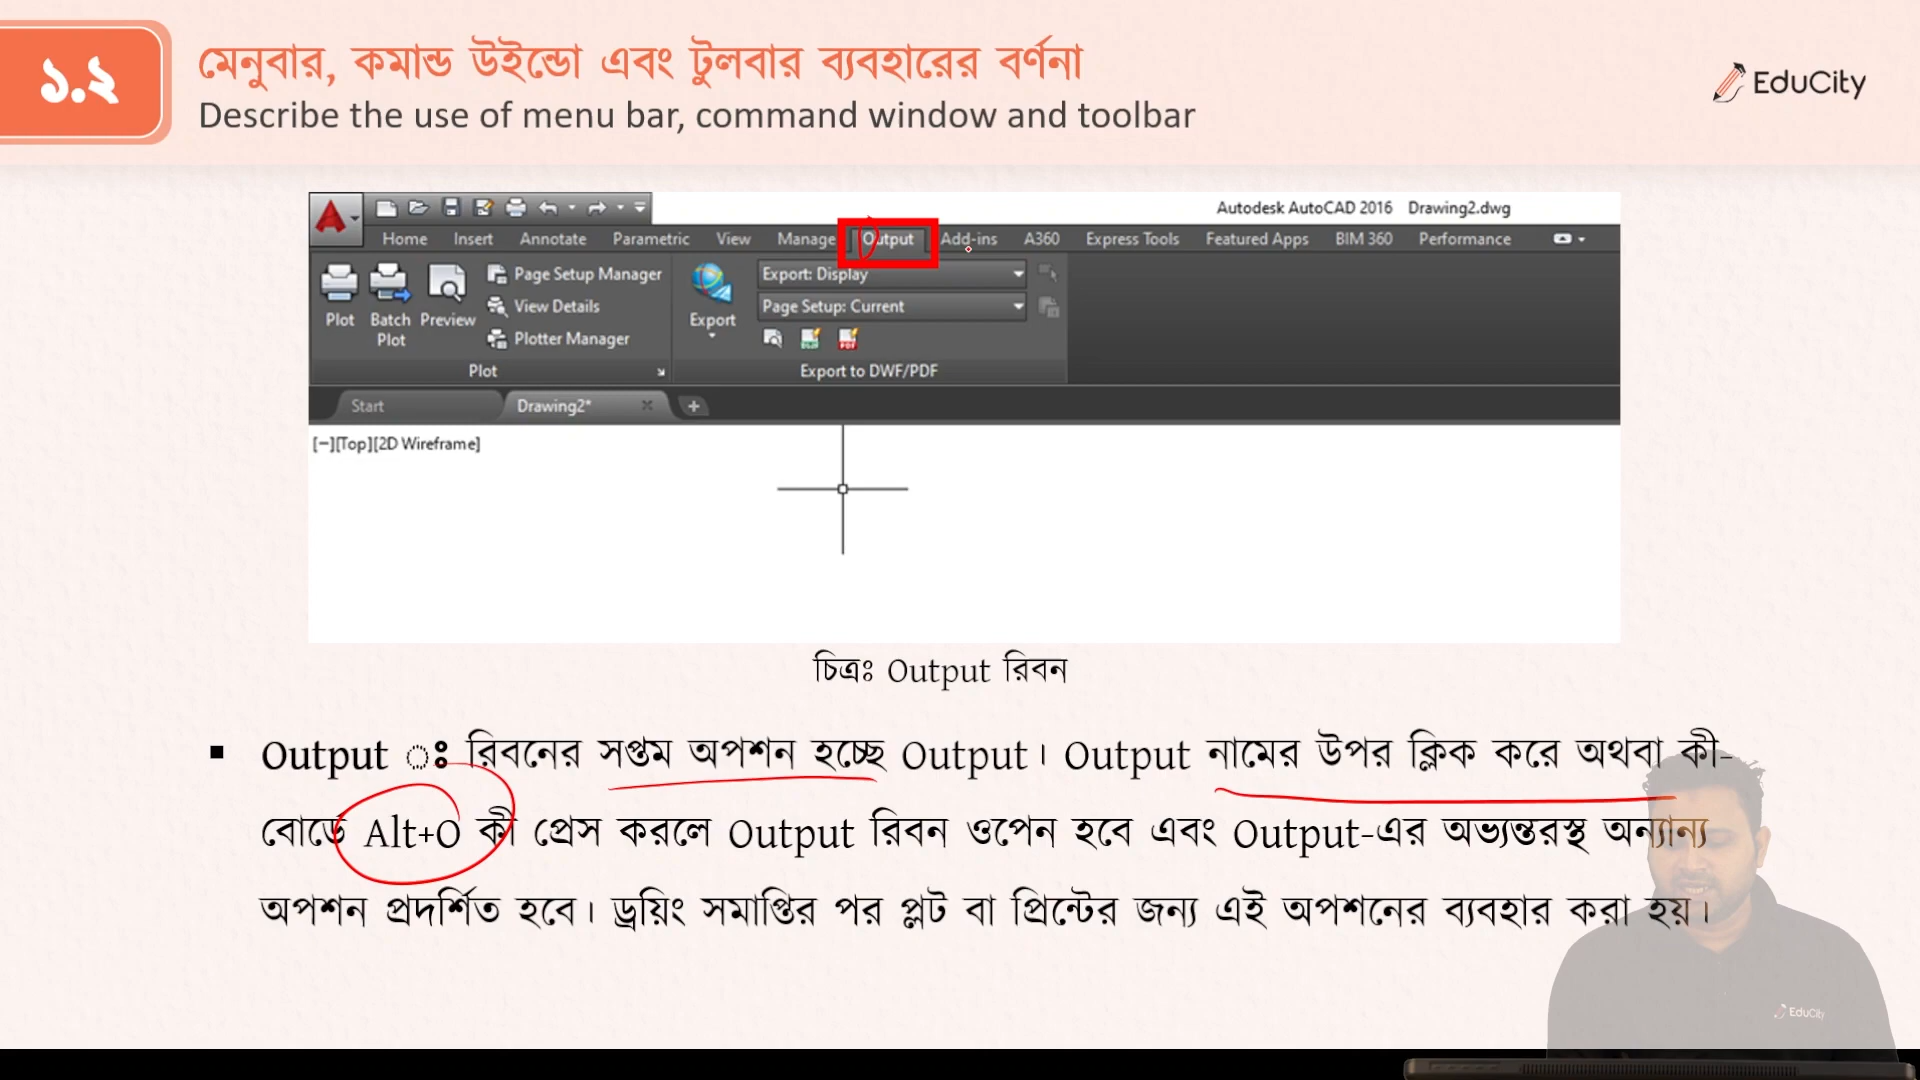 ১.২
মেনুবার, কমান্ড উইন্ডো এবং টুলবার ব্যবহারের বর্ণনা
Describe the use of menu bar, command window and toolbar
EduCity
Autodesk AutoCAD 2016 Drawing2.dwg
Home Insert Annotate Parametric View Manage Output Add-ins A360 Express Tools Featured Apps BIM 360 Performance
Page Setup Manager Export: Display
View Details Page Setup: Current
Plot Batch Plot Preview Export
Plotter Manager
Plot Export to DWF/PDF
Start Drawing2* +
[−][Top][2D Wireframe]
চিত্রঃ Output রিবন
▪ Output ঃ রিবনের সপ্তম অপশন হচ্ছে Output। Output নামের উপর ক্লিক করে অথবা কী-
বোর্ডে Alt+O কী প্রেস করলে Output রিবন ওপেন হবে এবং Output-এর অভ্যন্তরস্থ অন্যান্য
অপশন প্রদর্শিত হবে। ড্রয়িং সমাপ্তির পর প্লট বা প্রিন্টের জন্য এই অপশনের ব্যবহার করা হয়।
EduCity